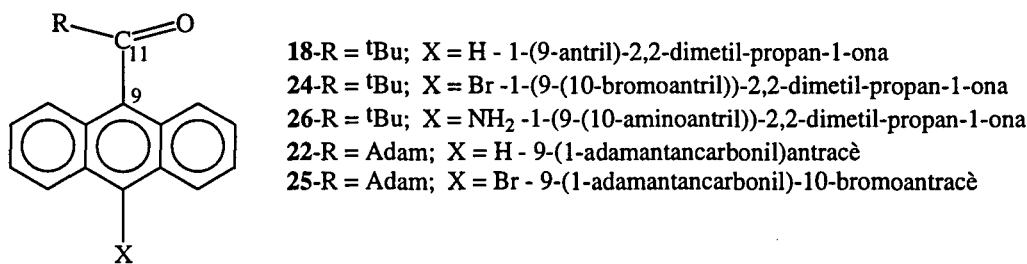 R
C
O
11
9
X
18-R = ᵗBu; X = H - 1-(9-antril)-2,2-dimetil-propan-1-ona
24-R = ᵗBu; X = Br -1-(9-(10-bromoantril))-2,2-dimetil-propan-1-ona
26-R = ᵗBu; X = NH₂ -1-(9-(10-aminoantril))-2,2-dimetil-propan-1-ona
22-R = Adam; X = H - 9-(1-adamantancarbonil)antracè
25-R = Adam; X = Br - 9-(1-adamantancarbonil)-10-bromoantracè